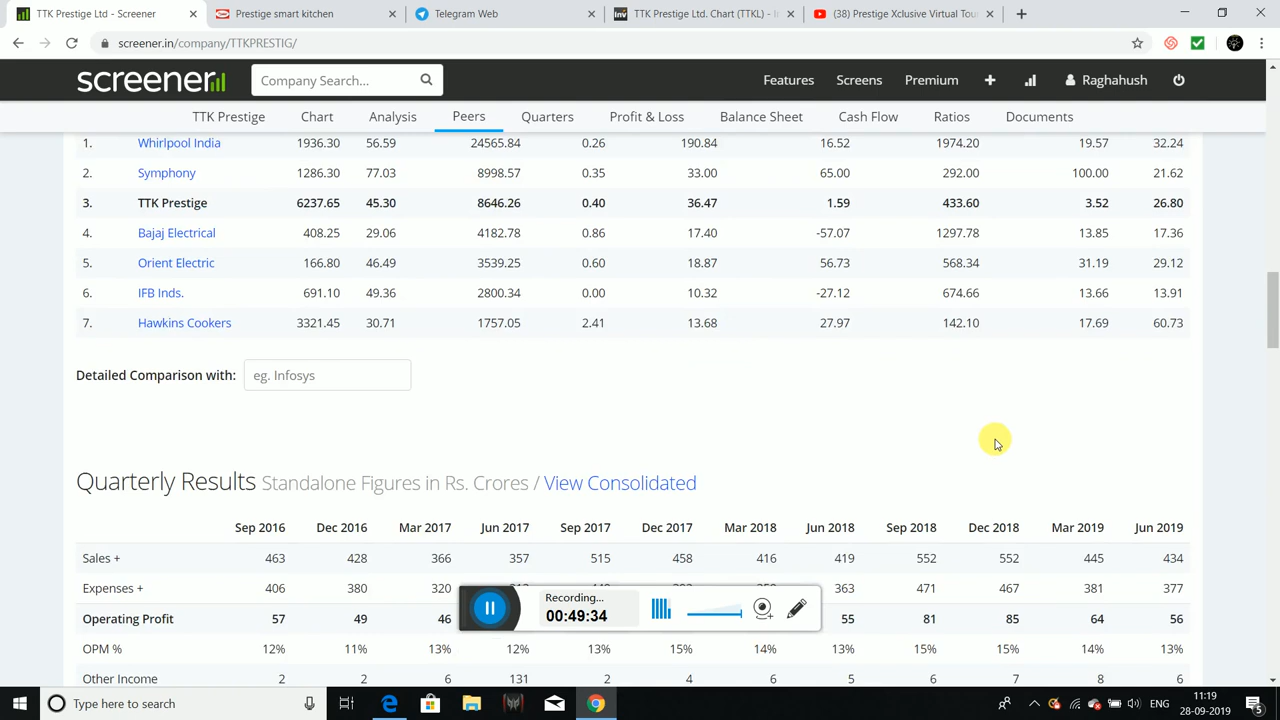 TTK Prestige Ltd - Screener
Prestige smart kitchen
Telegram Web
TTK Prestige Ltd. Chart (TTKL) - I
(38) Prestige Xclusive Virtual Tou
screener.in/company/TTKPRESTIG/
screener
Company Search...
Features Screens Premium Raghahush
TTK Prestige Chart Analysis Peers Quarters Profit & Loss Balance Sheet Cash Flow Ratios Documents
1. Whirlpool India 1936.30 56.59 24565.84 0.26 190.84 16.52 1974.20 19.57 32.24
2. Symphony 1286.30 77.03 8998.57 0.35 33.00 65.00 292.00 100.00 21.62
3. TTK Prestige 6237.65 45.30 8646.26 0.40 36.47 1.59 433.60 3.52 26.80
4. Bajaj Electrical 408.25 29.06 4182.78 0.86 17.40 -57.07 1297.78 13.85 17.36
5. Orient Electric 166.80 46.49 3539.25 0.60 18.87 56.73 568.34 31.19 29.12
6. IFB Inds. 691.10 49.36 2800.34 0.00 10.32 -27.12 674.66 13.66 13.91
7. Hawkins Cookers 3321.45 30.71 1757.05 2.41 13.68 27.97 142.10 17.69 60.73
Detailed Comparison with: eg. Infosys
Quarterly Results Standalone Figures in Rs. Crores / View Consolidated
Sep 2016 Dec 2016 Mar 2017 Jun 2017 Sep 2017 Dec 2017 Mar 2018 Jun 2018 Sep 2018 Dec 2018 Mar 2019 Jun 2019
Sales + 463 428 366 357 515 458 416 419 552 552 445 434
Expenses + 406 380 320 363 471 467 381 377
Recording...
00:49:34
Operating Profit 57 49 46 55 81 85 64 56
OPM % 12% 11% 13% 12% 13% 15% 14% 13% 15% 15% 14% 13%
Other Income 2 2 6 131 2 4 6 5 6 7 8 6
Type here to search
ENG
11:19
28-09-2019
5